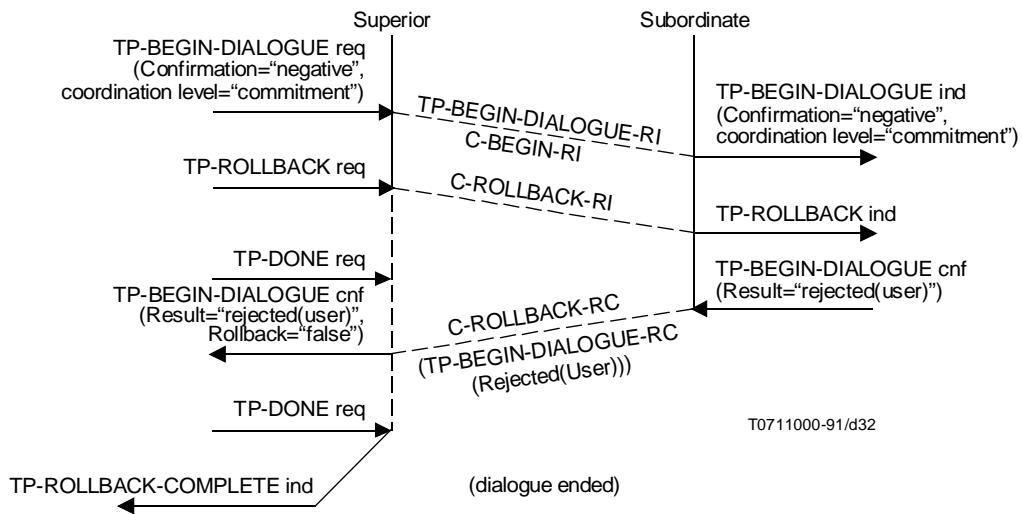 Superior
Subordinate
TP-BEGIN-DIALOGUE req
(Confirmation=“negative”,
coordination level=“commitment”)
TP-BEGIN-DIALOGUE-RI
C-BEGIN-RI
TP-BEGIN-DIALOGUE ind
(Confirmation=“negative”,
coordination level=“commitment”)
TP-ROLLBACK req
C-ROLLBACK-RI
TP-ROLLBACK ind
TP-DONE req
TP-BEGIN-DIALOGUE cnf
(Result=“rejected(user)”)
TP-BEGIN-DIALOGUE cnf
(Result=“rejected(user)”,
Rollback=“false”)
C-ROLLBACK-RC
(TP-BEGIN-DIALOGUE-RC
(Rejected(User)))
TP-DONE req
T0711000-91/d32
TP-ROLLBACK-COMPLETE ind
(dialogue ended)